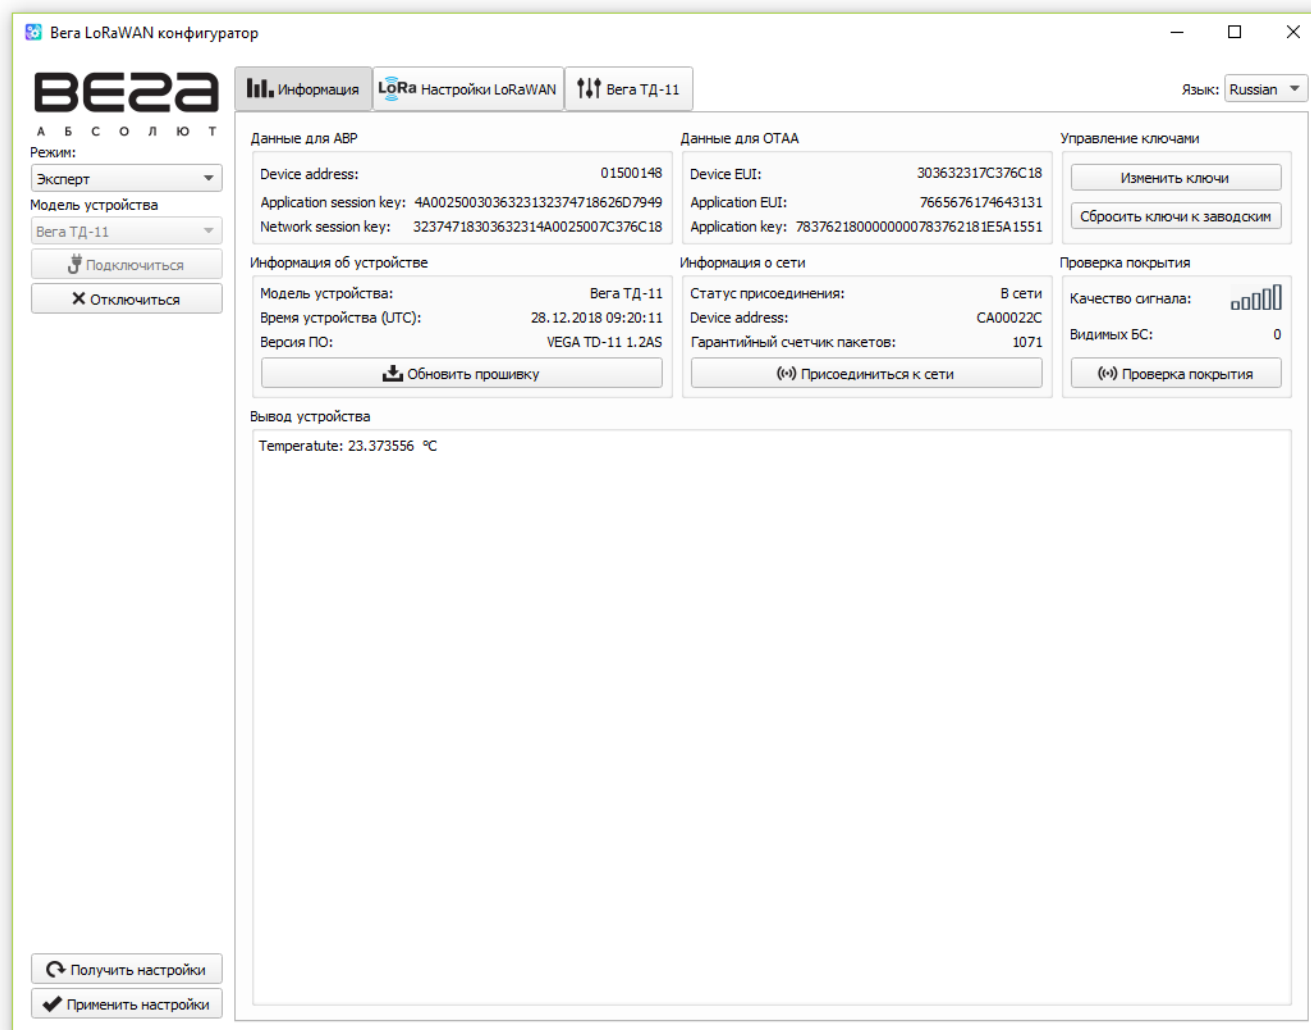 Вега LoRaWAN конфигуратор
ВЕГА
АБСОЛЮТ
Режим:
Эксперт
Модель устройства
Вега ТД-11
Подключиться
Отключиться
Получить настройки
Применить настройки
Информация
LoRa Настройки LoRaWAN
Вега ТД-11
Язык: Russian
Данные для ABP
Device address: 01500148
Application session key: 4A0025003036323132374718626D7949
Network session key: 32374718303632314A0025007C376C18
Данные для OTAA
Device EUI: 303632317C376C18
Application EUI: 7665676174643131
Application key: 78376218000000007837621​81E5A1551
Управление ключами
Изменить ключи
Сбросить ключи к заводским
Информация об устройстве
Модель устройства: Вега ТД-11
Время устройства (UTC): 28.12.2018 09:20:11
Версия ПО: VEGA TD-11 1.2AS
Обновить прошивку
Информация о сети
Статус присоединения: В сети
Device address: CA00022C
Гарантийный счетчик пакетов: 1071
Присоединиться к сети
Проверка покрытия
Качество сигнала:
Видимых БС: 0
Проверка покрытия
Вывод устройства
Temperatute: 23.373556 °C